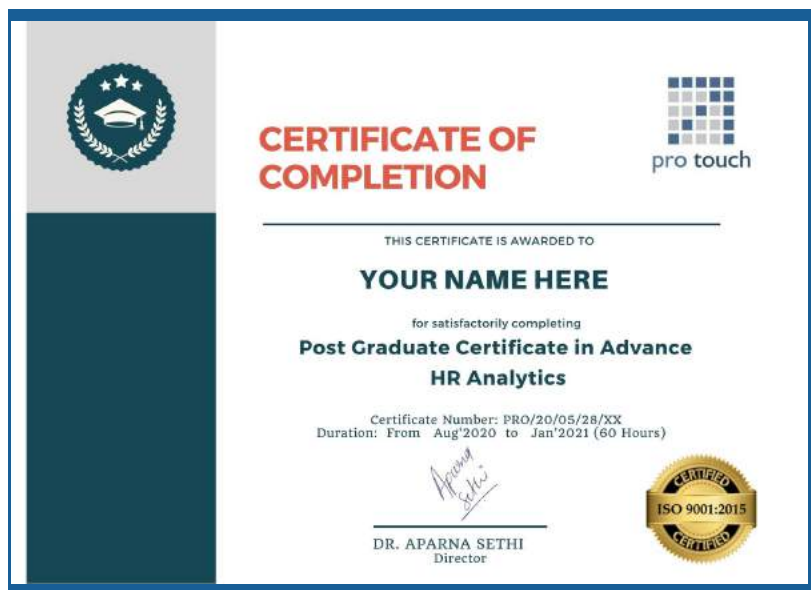 CERTIFICATE OF
COMPLETION
pro touch
THIS CERTIFICATE IS AWARDED TO
YOUR NAME HERE
for satisfactorily completing
Post Graduate Certificate in Advance
HR Analytics
Certificate Number: PRO/20/05/28/XX
Duration: From Aug'2020 to Jan'2021 (60 Hours)
Aparna
Sethi
DR. APARNA SETHI
Director
CERTIFIED
ISO 9001:2015
CERTIFIED